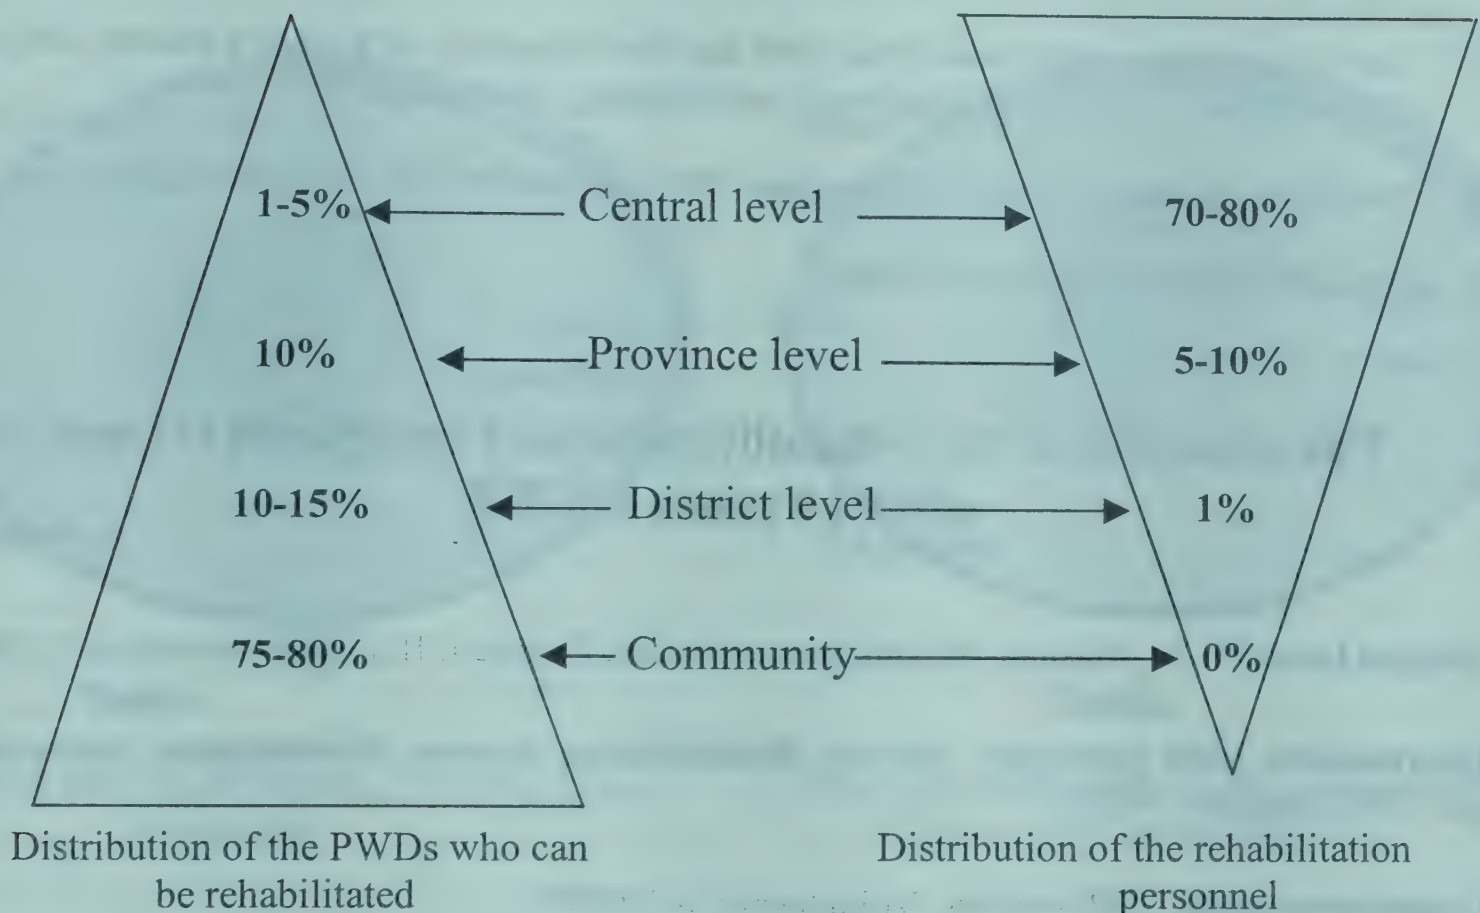 1-5% Central level 70-80%
10% Province level 5-10%
10-15% District level 1%
75-80% Community 0%
Distribution of the PWDs who can
be rehabilitated
Distribution of the rehabilitation
personnel